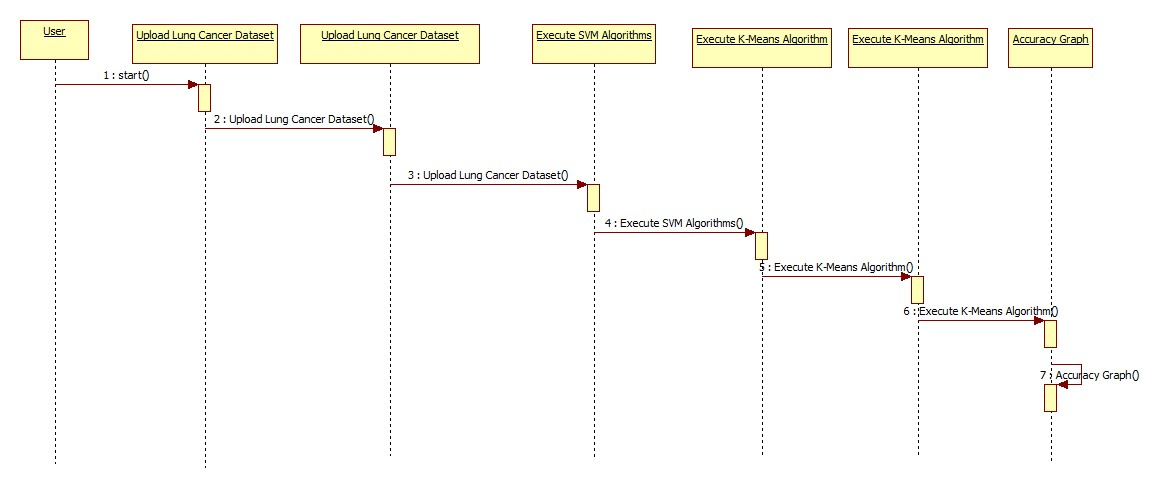 User
Upload Lung Cancer Dataset
Upload Lung Cancer Dataset
Execute SVM Algorithms
Execute K-Means Algorithm
Execute K-Means Algorithm
Accuracy Graph
1 : start()
2 : Upload Lung Cancer Dataset()
3 : Upload Lung Cancer Dataset()
4 : Execute SVM Algorithms()
5 : Execute K-Means Algorithm()
6 : Execute K-Means Algorithm()
7 : Accuracy Graph()